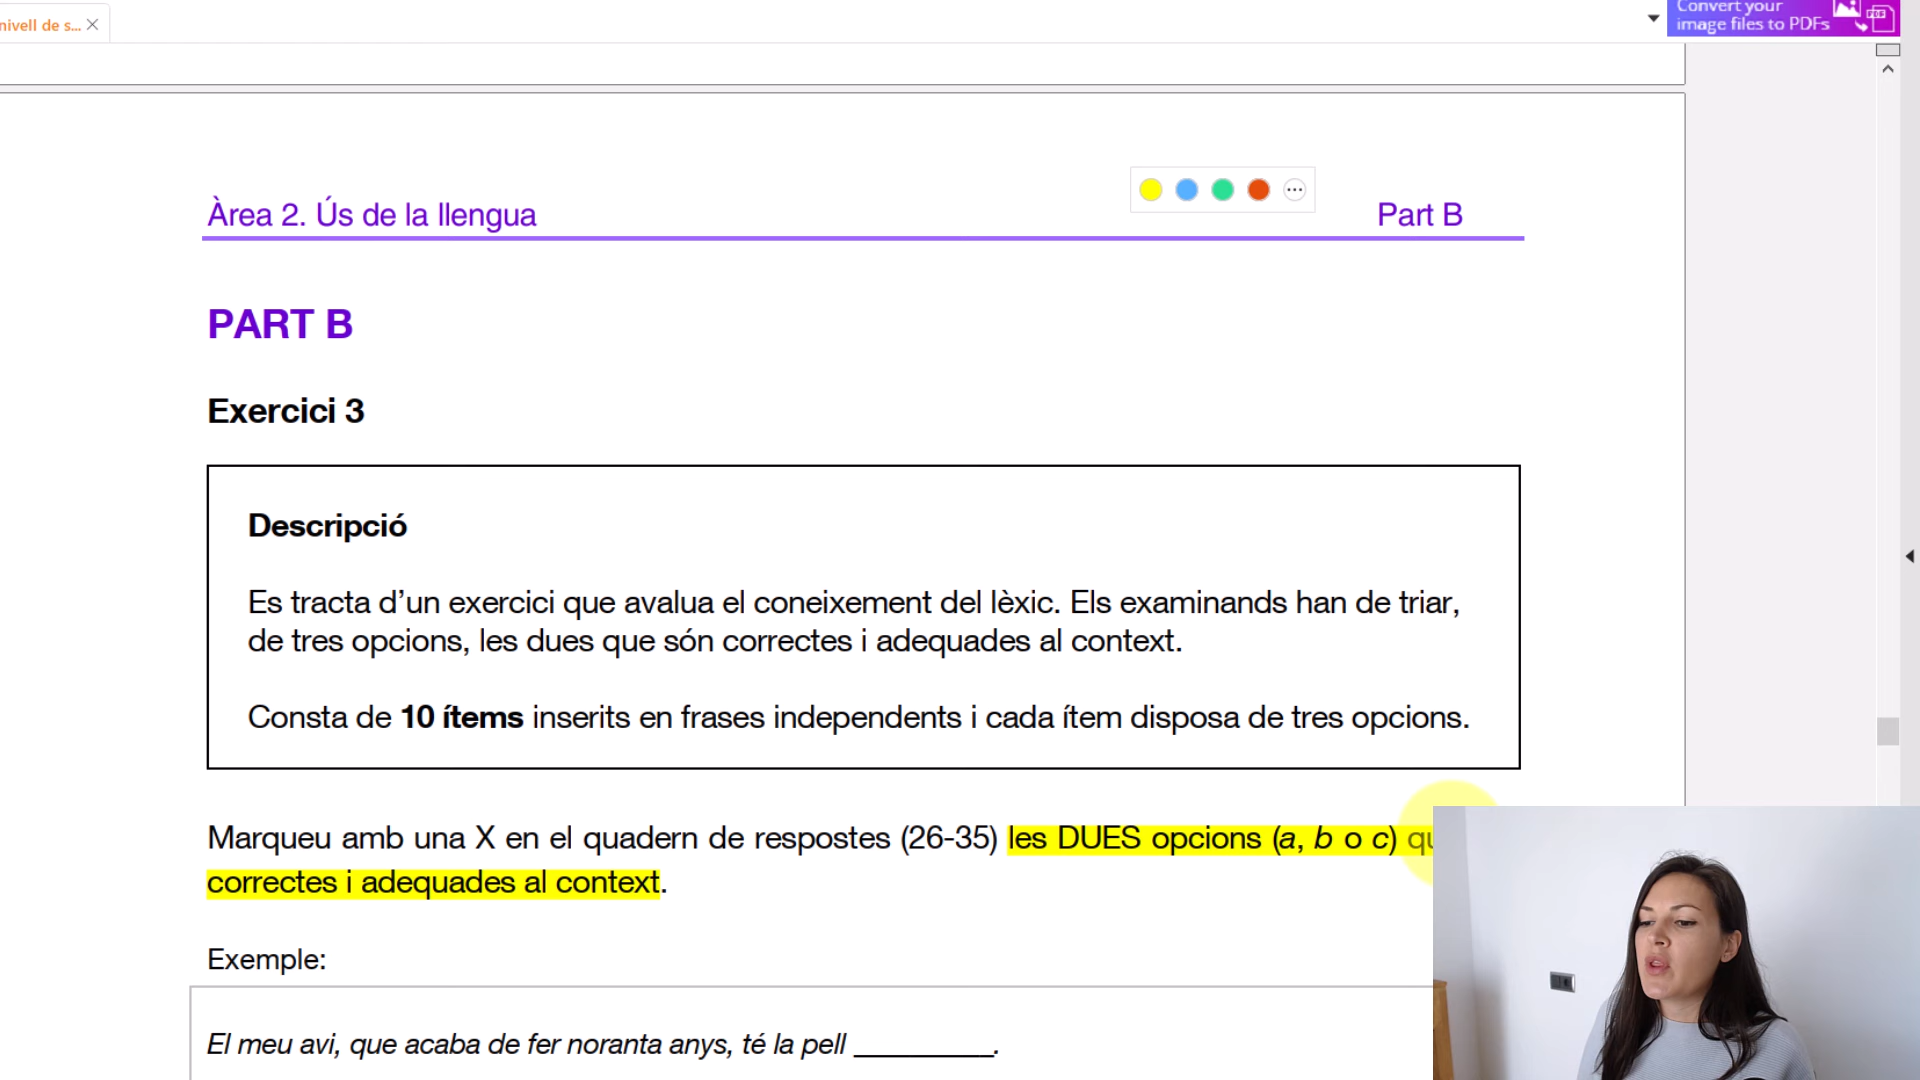 nivell de s...
Convert your
image files to PDFs
PDF
Àrea 2. Ús de la llengua
Part B
PART B
Exercici 3
Descripció
Es tracta d’un exercici que avalua el coneixement del lèxic. Els examinands han de triar,
de tres opcions, les dues que són correctes i adequades al context.
Consta de 10 ítems inserits en frases independents i cada ítem disposa de tres opcions.
Marqueu amb una X en el quadern de respostes (26-35) les DUES opcions (a, b o c)
correctes i adequades al context.
Exemple:
El meu avi, que acaba de fer noranta anys, té la pell __________.